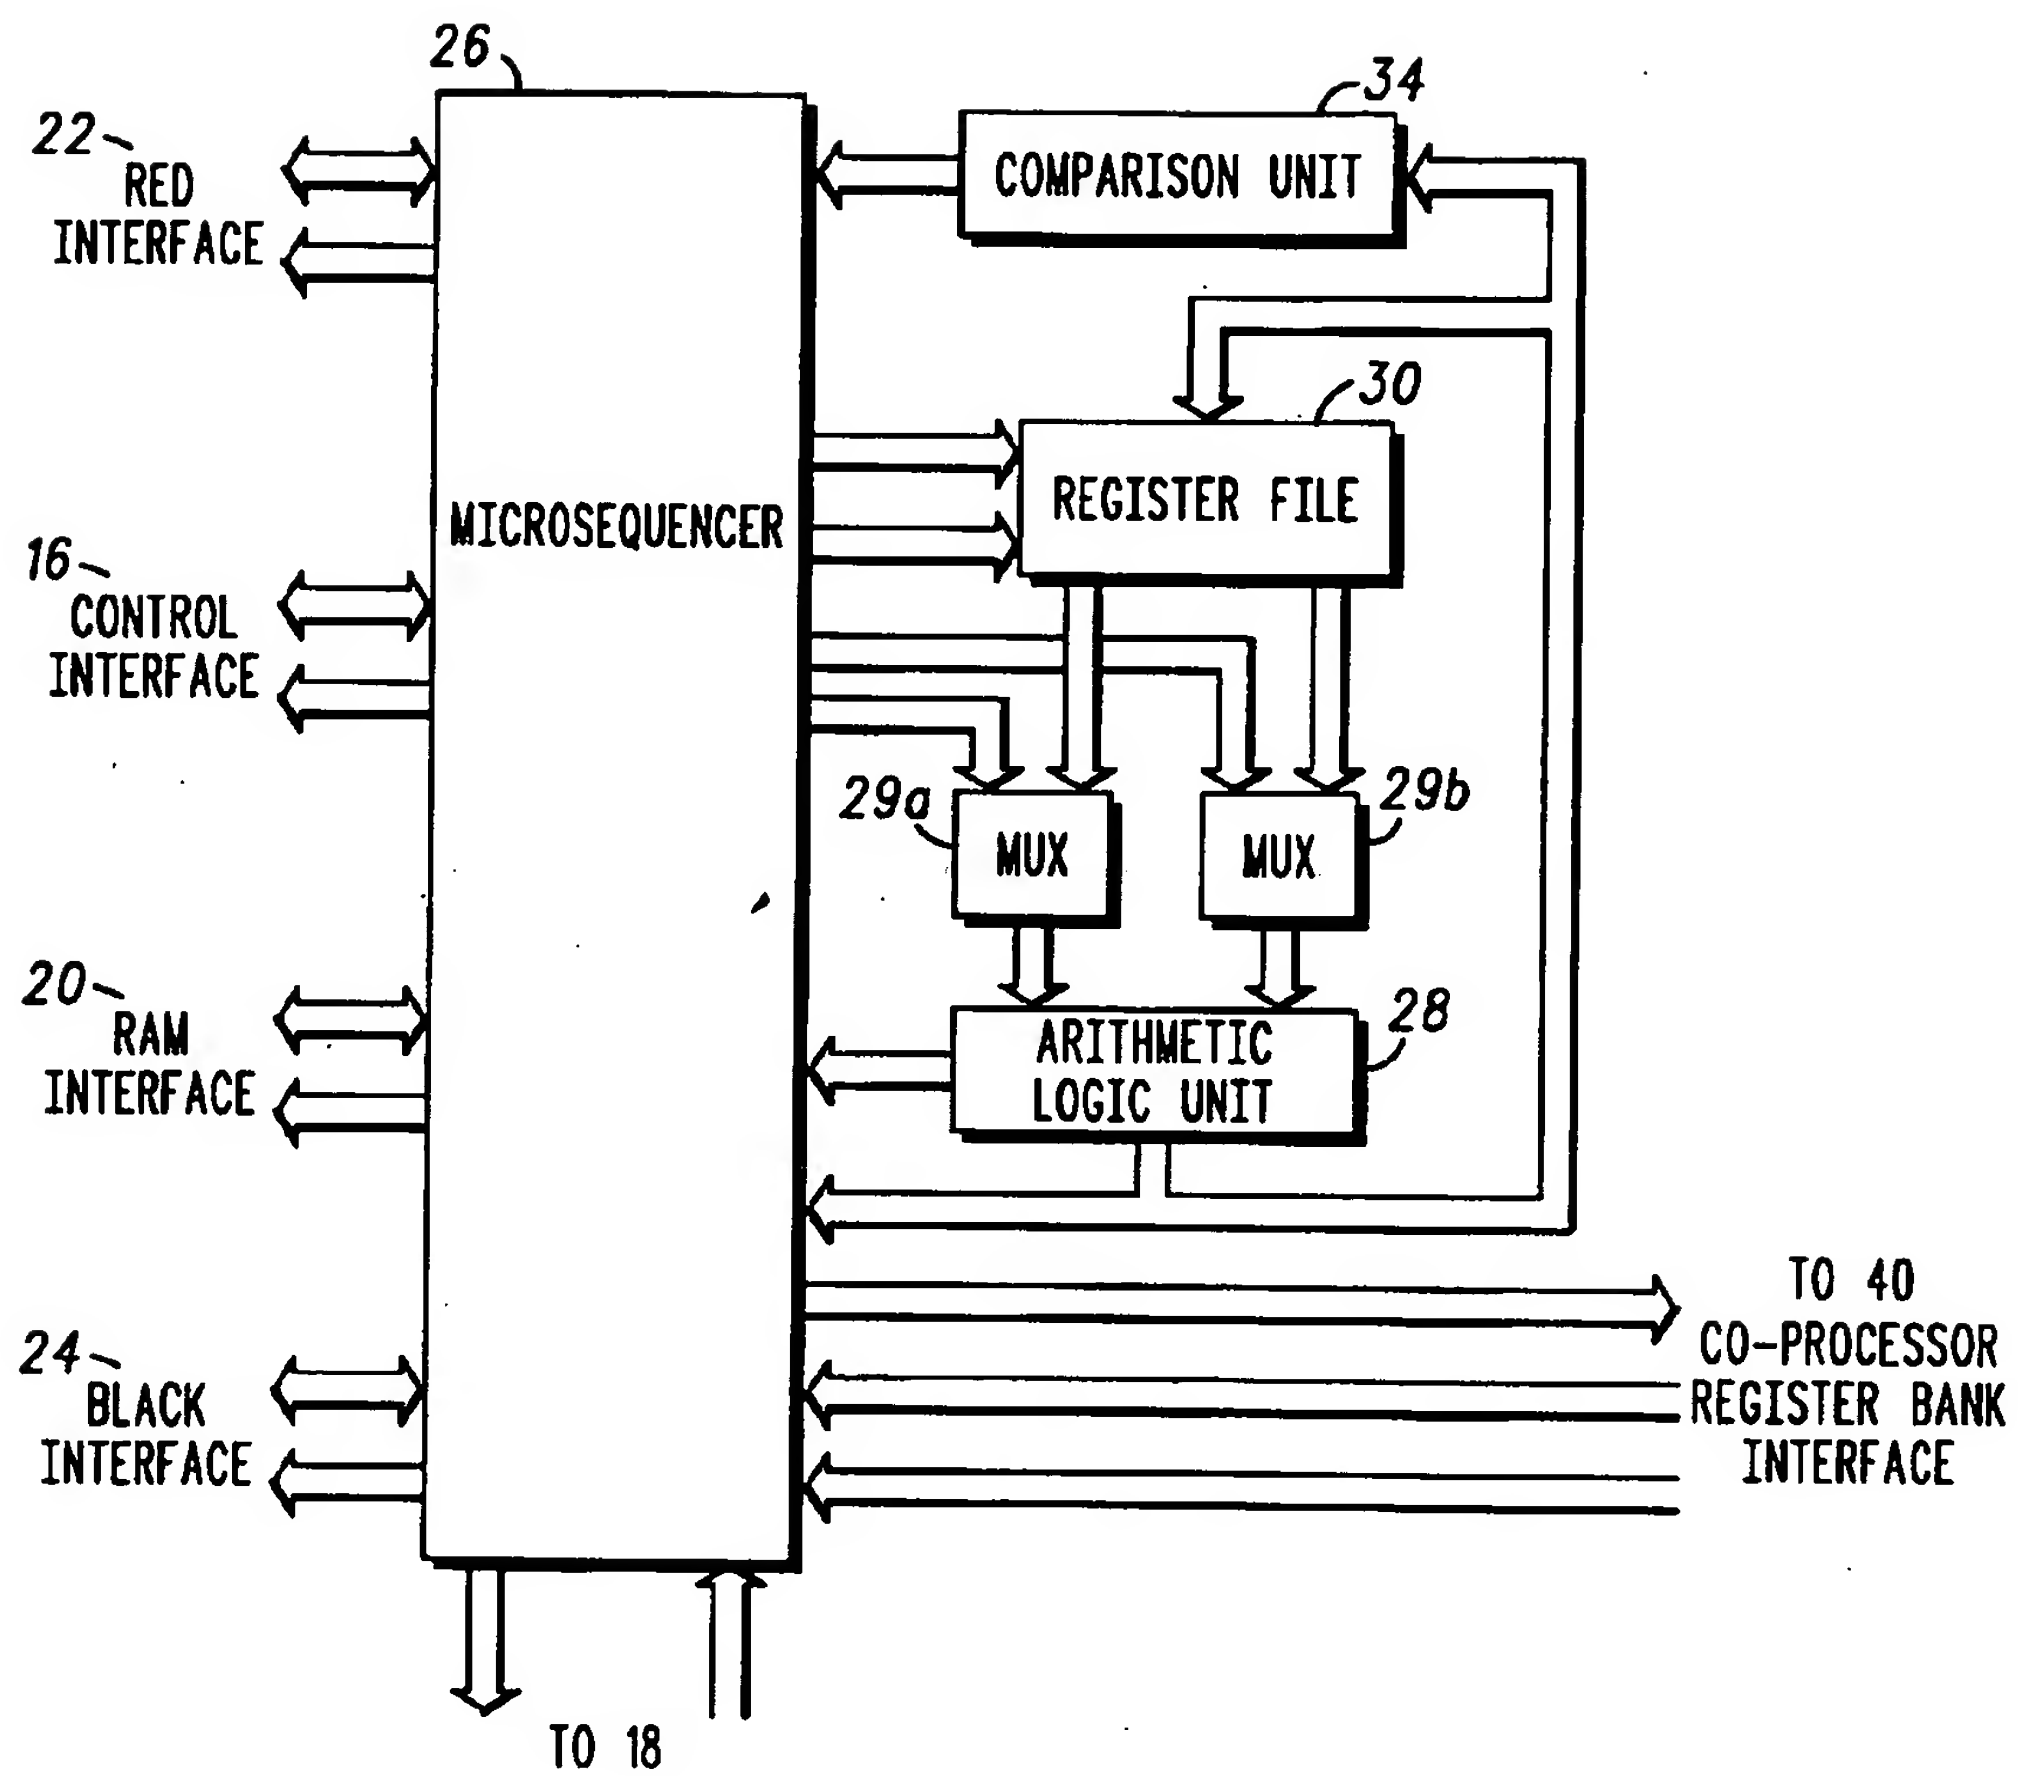 26
34
22
RED
INTERFACE
COMPARISON UNIT
30
REGISTER FILE
MICROSEQUENCER
16
CONTROL
INTERFACE
29a
29b
MUX
MUX
20
RAM
INTERFACE
28
ARITHMETIC
LOGIC UNIT
24
BLACK
INTERFACE
TO 40
CO-PROCESSOR
REGISTER BANK
INTERFACE
TO 18